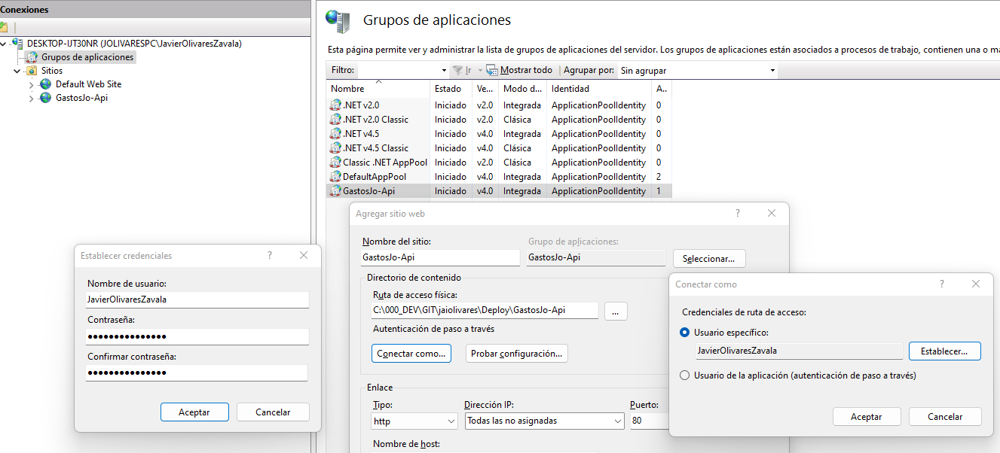 Conexiones
DESKTOP-IJT30NR (JOLIVARESPC\JavierOlivaresZavala)
Grupos de aplicaciones
Sitios
Default Web Site
GastosJo-Api
Grupos de aplicaciones
Esta página permite ver y administrar la lista de grupos de aplicaciones del servidor. Los grupos de aplicaciones están asociados a procesos de trabajo, contienen una o má
Filtro: Ir Mostrar todo Agrupar por: Sin agrupar
Nombre Estado Ve... Modo d... Identidad A..
.NET v2.0 Iniciado v2.0 Integrada ApplicationPoolIdentity 0
.NET v2.0 Classic Iniciado v2.0 Clásica ApplicationPoolIdentity 0
.NET v4.5 Iniciado v4.0 Integrada ApplicationPoolIdentity 0
.NET v4.5 Classic Iniciado v4.0 Clásica ApplicationPoolIdentity 0
Classic .NET AppPool Iniciado v2.0 Clásica ApplicationPoolIdentity 0
DefaultAppPool Iniciado v4.0 Integrada ApplicationPoolIdentity 2
GastosJo-Api Iniciado v4.0 Integrada ApplicationPoolIdentity 1
Agregar sitio web ?
Nombre del sitio: Grupo de aplicaciones:
GastosJo-Api GastosJo-Api Seleccionar...
Directorio de contenido
Ruta de acceso física:
C:\000_DEV\GIT\jaiolivares\Deploy\GastosJo-Api ...
Autenticación de paso a través
Conectar como... Probar configuración...
Enlace
Tipo: Dirección IP: Puerto:
http Todas las no asignadas 80
Nombre de host:
Establecer credenciales ?
Nombre de usuario:
JavierOlivaresZavala
Contraseña:
●●●●●●●●●●●●●●●
Confirmar contraseña:
●●●●●●●●●●●●●●●
Aceptar Cancelar
Conectar como ?
Credenciales de ruta de acceso:
Usuario específico:
JavierOlivaresZavala Establecer...
Usuario de la aplicación (autenticación de paso a través)
Aceptar Cancelar